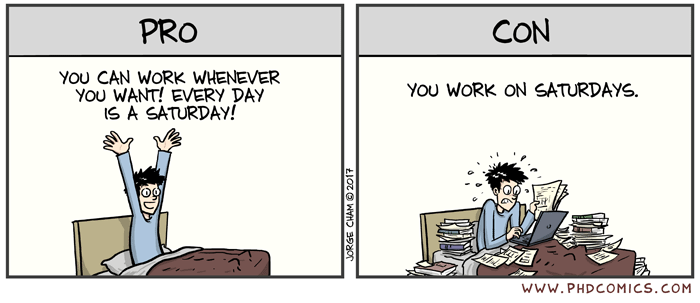 PRO
YOU CAN WORK WHENEVER
YOU WANT! EVERY DAY
IS A SATURDAY!
JORGE CHAM © 2017
CON
YOU WORK ON SATURDAYS.
WWW.PHDCOMICS.COM